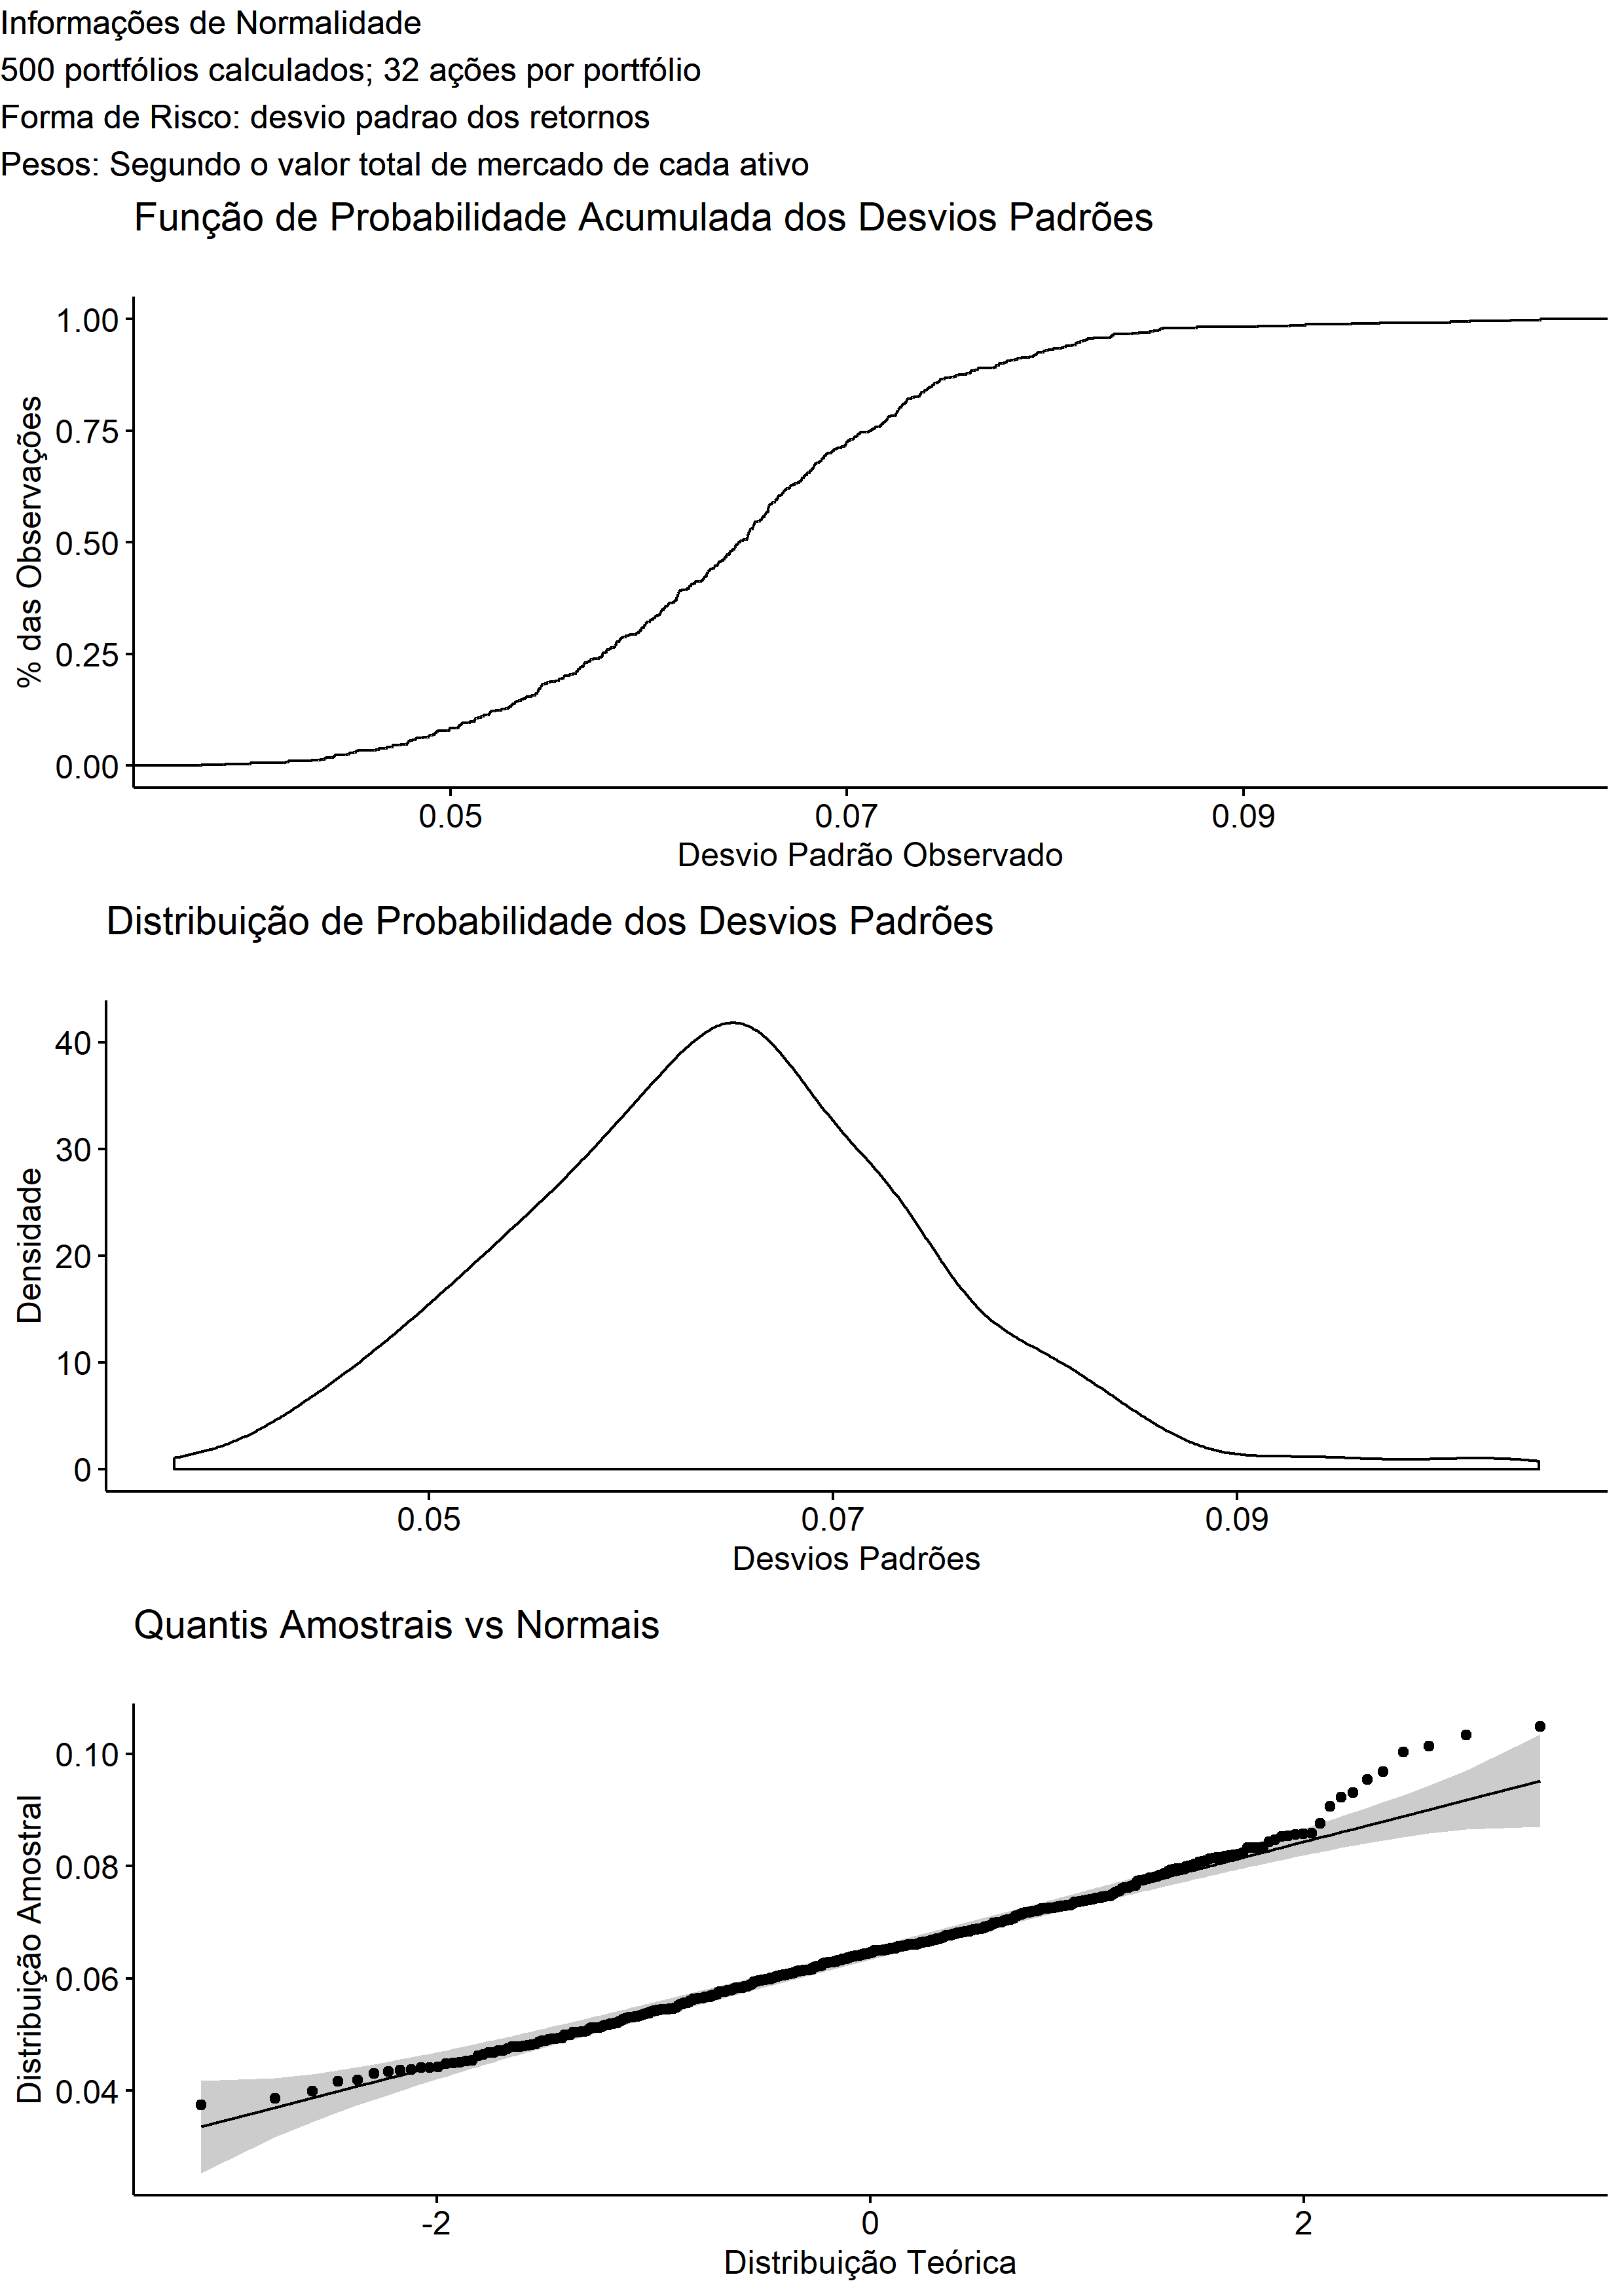 Informações de Normalidade
500 portfólios calculados; 32 ações por portfólio
Forma de Risco: desvio padrao dos retornos
Pesos: Segundo o valor total de mercado de cada ativo
Função de Probabilidade Acumulada dos Desvios Padrões
% das Observações
1.00
0.75
0.50
0.25
0.00
0.05 0.07 0.09
Desvio Padrão Observado
Distribuição de Probabilidade dos Desvios Padrões
Densidade
40
30
20
10
0
0.05 0.07 0.09
Desvios Padrões
Quantis Amostrais vs Normais
Distribuição Amostral
0.10
0.08
0.06
0.04
-2 0 2
Distribuição Teórica